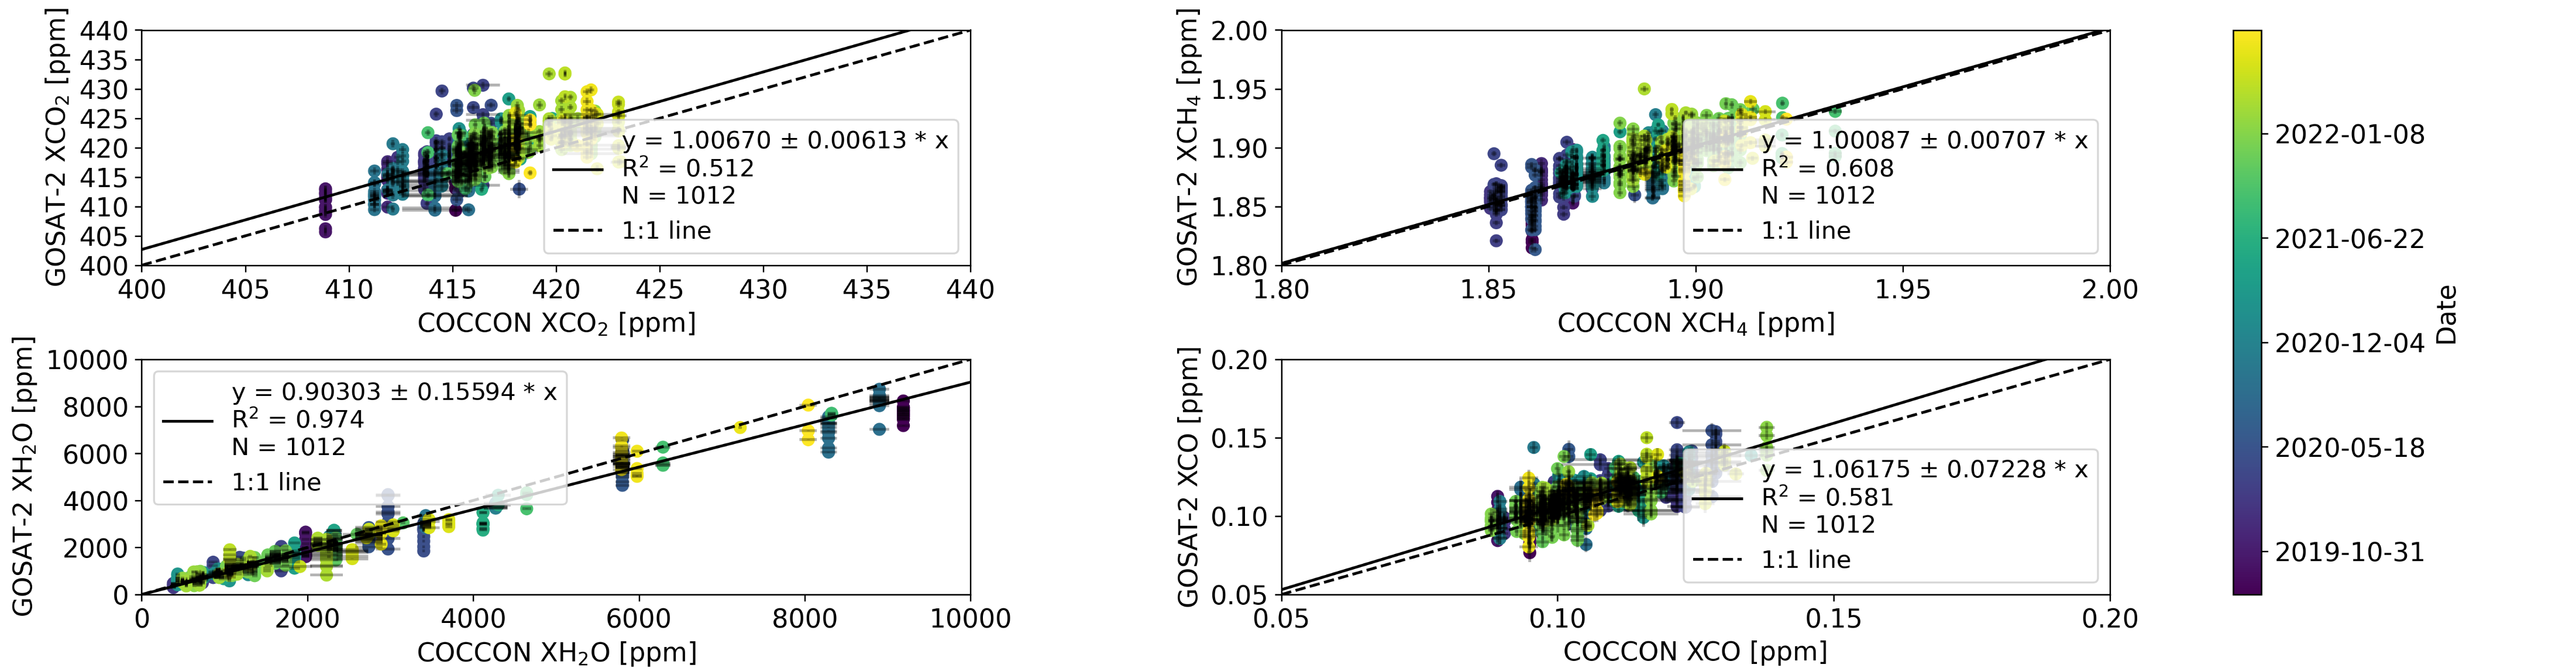 440
435
430
425
420
415
410
405
400
GOSAT-2 XCO₂ [ppm]
y = 1.00670 ± 0.00613 * x
R² = 0.512
N = 1012
1:1 line
400 405 410 415 420 425 430 435 440
COCCON XCO₂ [ppm]
2.00
1.95
1.90
1.85
1.80
GOSAT-2 XCH₄ [ppm]
y = 1.00087 ± 0.00707 * x
R² = 0.608
N = 1012
1:1 line
1.80 1.85 1.90 1.95 2.00
COCCON XCH₄ [ppm]
10000
8000
6000
4000
2000
0
GOSAT-2 XH₂O [ppm]
y = 0.90303 ± 0.15594 * x
R² = 0.974
N = 1012
1:1 line
0 2000 4000 6000 8000 10000
COCCON XH₂O [ppm]
0.20
0.15
0.10
0.05
GOSAT-2 XCO [ppm]
y = 1.06175 ± 0.07228 * x
R² = 0.581
N = 1012
1:1 line
0.05 0.10 0.15 0.20
COCCON XCO [ppm]
2022-01-08
2021-06-22
2020-12-04
2020-05-18
2019-10-31
Date